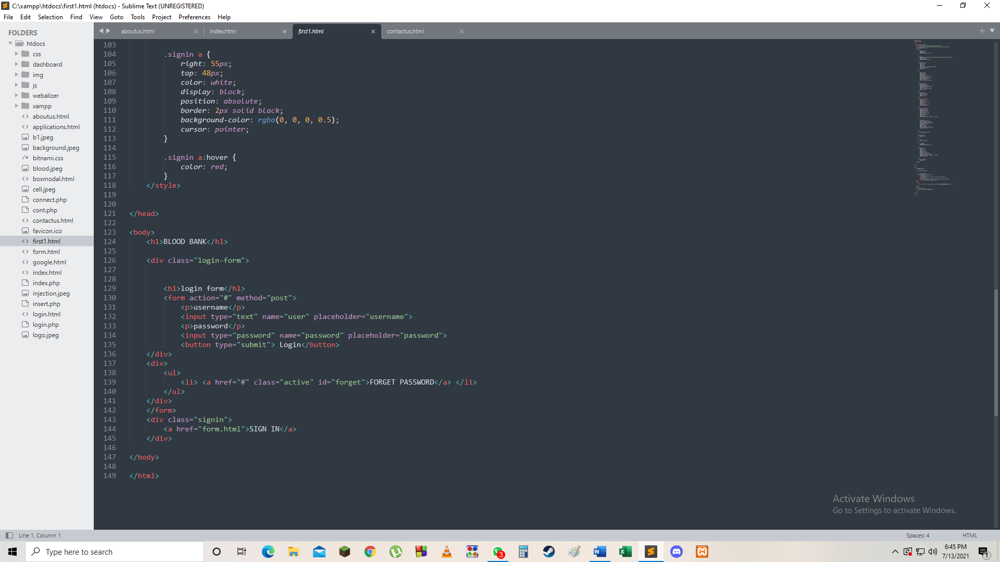 C:\xampp\htdocs\first1.html (htdocs) - Sublime Text (UNREGISTERED)
File Edit Selection Find View Goto Tools Project Preferences Help
FOLDERS
htdocs
css
dashboard
img
js
webalizer
xampp
aboutus.html
applications.html
b1.jpeg
background.jpeg
bitnami.css
blood.jpeg
boxmodal.html
cell.jpeg
connect.php
cont.php
contactus.html
favicon.ico
first1.html
form.html
google.html
index.html
index.php
injection.jpeg
insert.php
login.html
login.php
logo.jpeg
aboutus.html index.html first1.html contactus.html
103
104 .signin a {
105 right: 55px;
106 top: 48px;
107 color: white;
108 display: block;
109 position: absolute;
110 border: 2px solid black;
111 background-color: rgba(0, 0, 0, 0.5);
112 cursor: pointer;
113 }
114
115 .signin a:hover {
116 color: red;
117 }
118 </style>
119
120
121 </head>
122
123 <body>
124 <h1>BLOOD BANK</h1>
125
126 <div class="login-form">
127
128
129 <h1>login form</h1>
130 <form action="#" method="post">
131 <p>username</p>
132 <input type="text" name="user" placeholder="username">
133 <p>password</p>
134 <input type="password" name="password" placeholder="password">
135 <button type="submit"> Login</button>
136 </div>
137 <div>
138 <ul>
139 <li> <a href="#" class="active" id="forget">FORGET PASSWORD</a> </li>
140 </ul>
141 </div>
142 </form>
143 <div class="signin">
144 <a href="form.html">SIGN IN</a>
145 </div>
146
147 </body>
148
149 </html>
Activate Windows
Go to Settings to activate Windows.
Line 1, Column 1 Spaces: 4 HTML
Type here to search
3
6:45 PM
7/13/2021
1